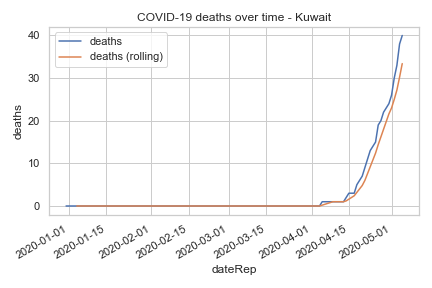 COVID-19 deaths over time - Kuwait
deaths
deaths (rolling)
deaths
40
30
20
10
0
2020-01-01
2020-01-15
2020-02-01
2020-02-15
2020-03-01
2020-03-15
2020-04-01
2020-04-15
2020-05-01
dateRep